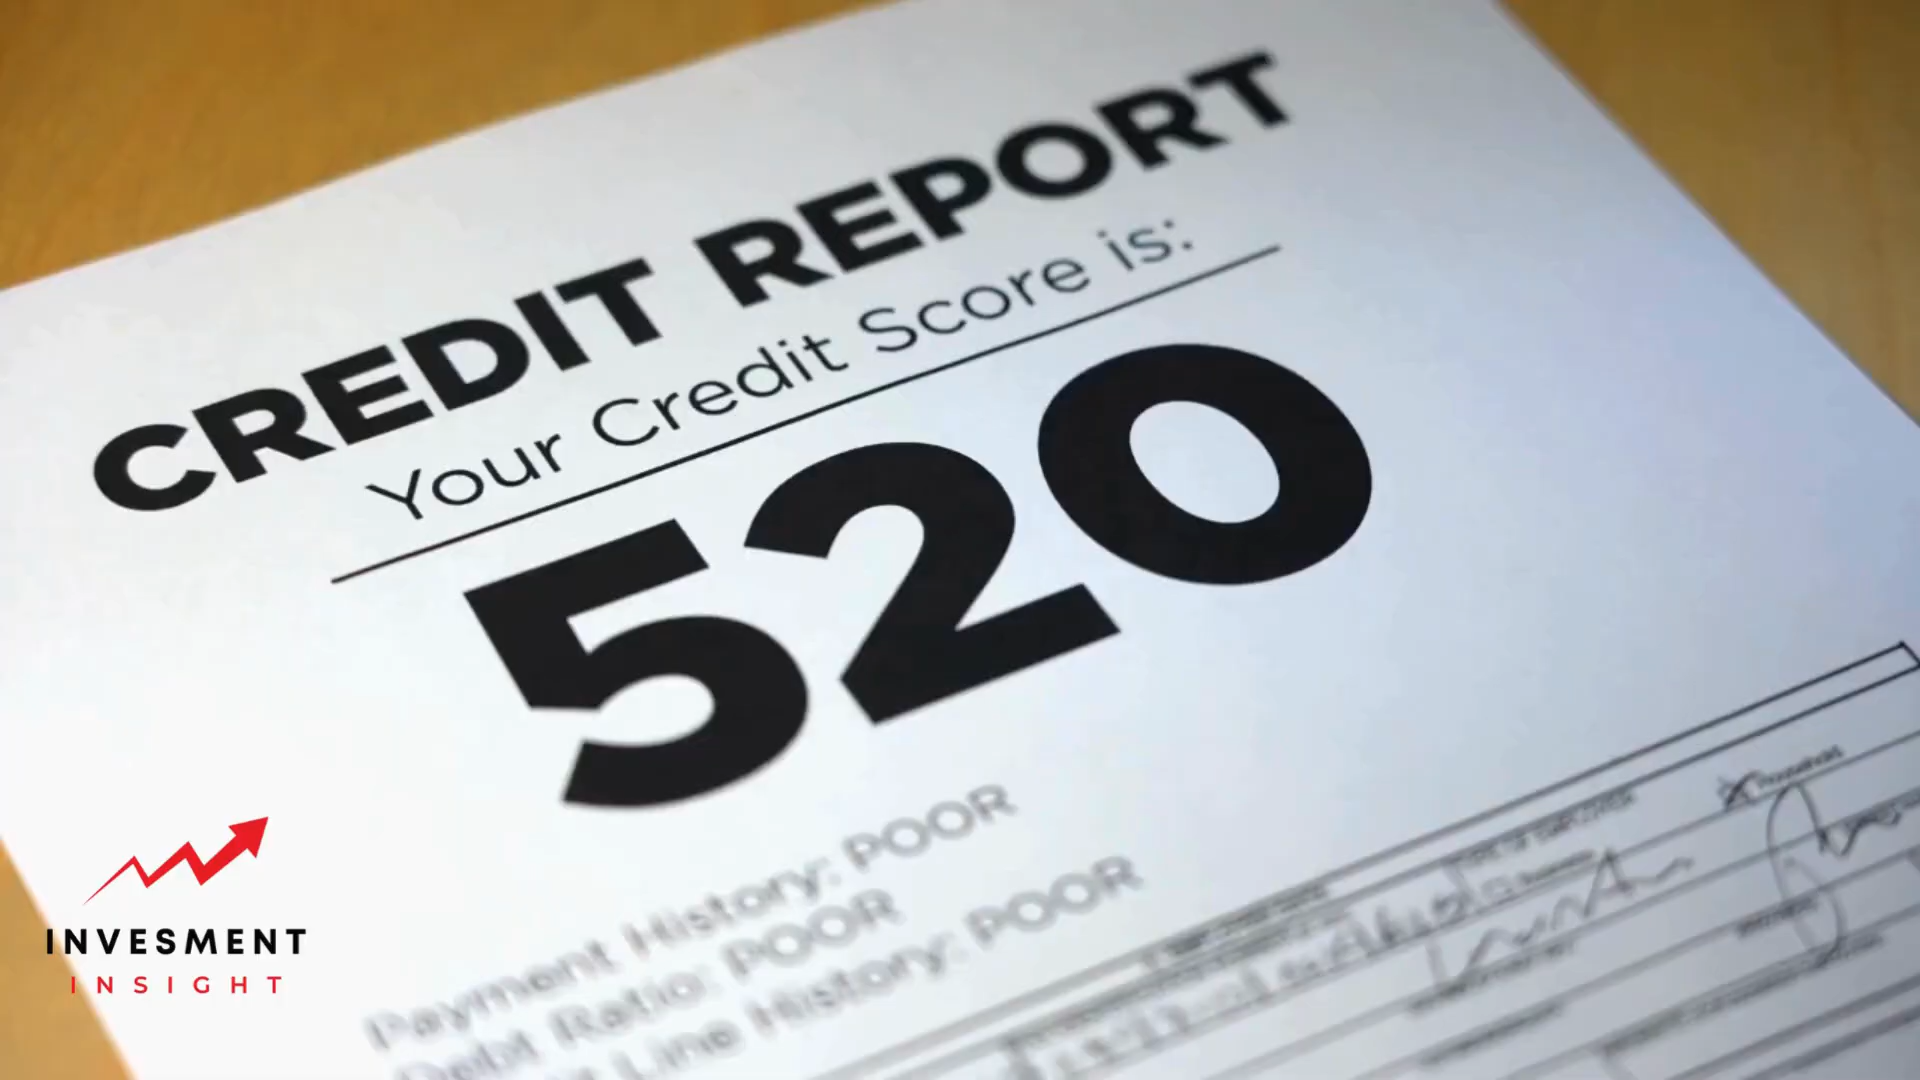 CREDIT REPORT
Your Credit Score is:
520
Payment History: POOR
Debt Ratio: POOR
Line History: POOR
INVESMENT
INSIGHT